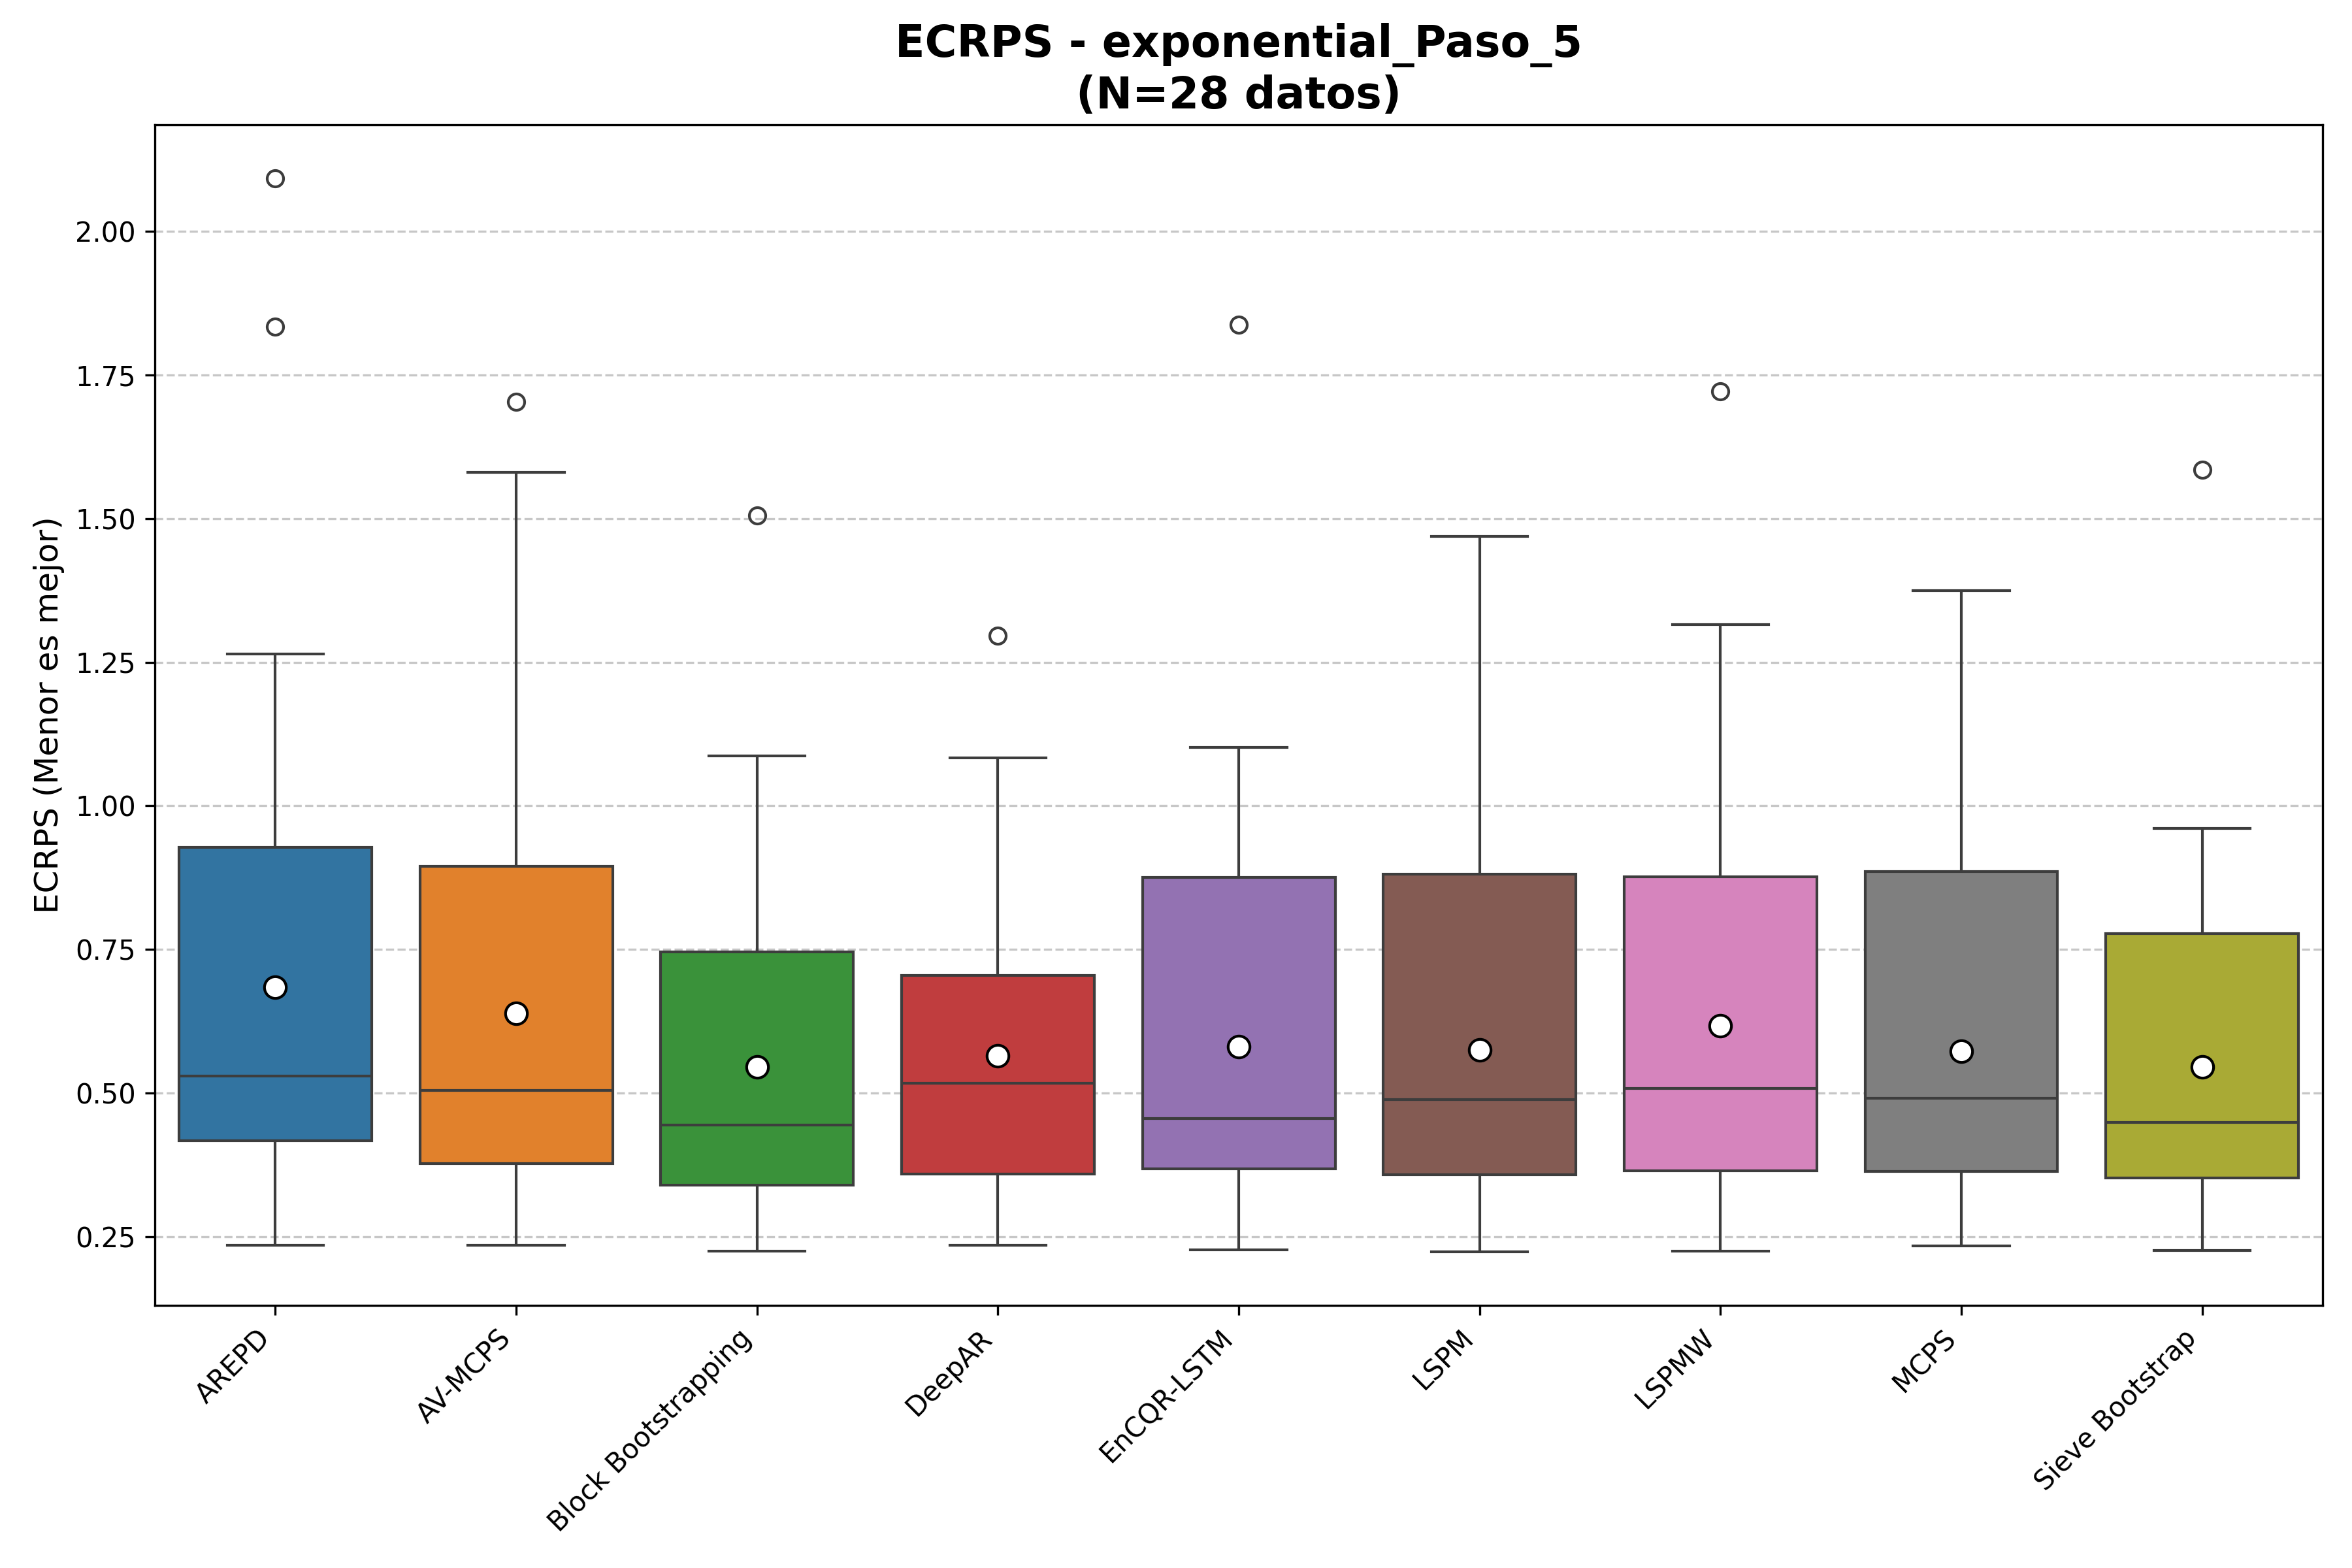 ECRPS - exponential_Paso_5
(N=28 datos)
ECRPS (Menor es mejor)
2.00
1.75
1.50
1.25
1.00
0.75
0.50
0.25
AREPD
AV-MCPS
Block Bootstrapping
DeepAR
EnCQR-LSTM
LSPM
LSPMW
MCPS
Sieve Bootstrap